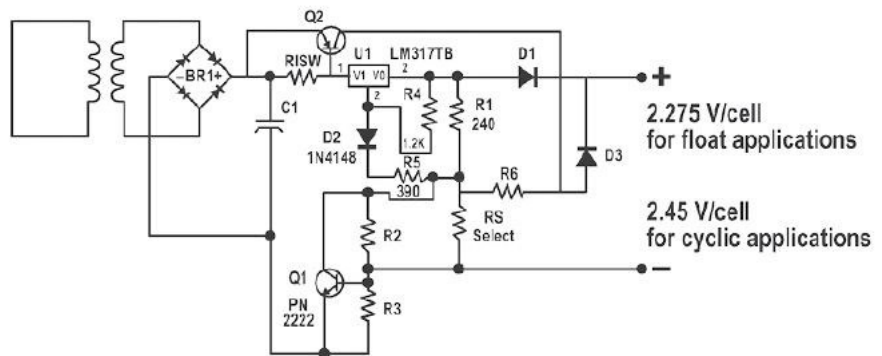 Q2
U1 LM317TB D1
RISW 1 V1 V0 2 +
-BR1+
2
C1 R4 R1
240
2.275 V/cell
for float applications
D2
1N4148
1.2K
R5
390
R6 D3
RS
Select
2.45 V/cell
for cyclic applications
R2
–
Q1
PN
2222
R3